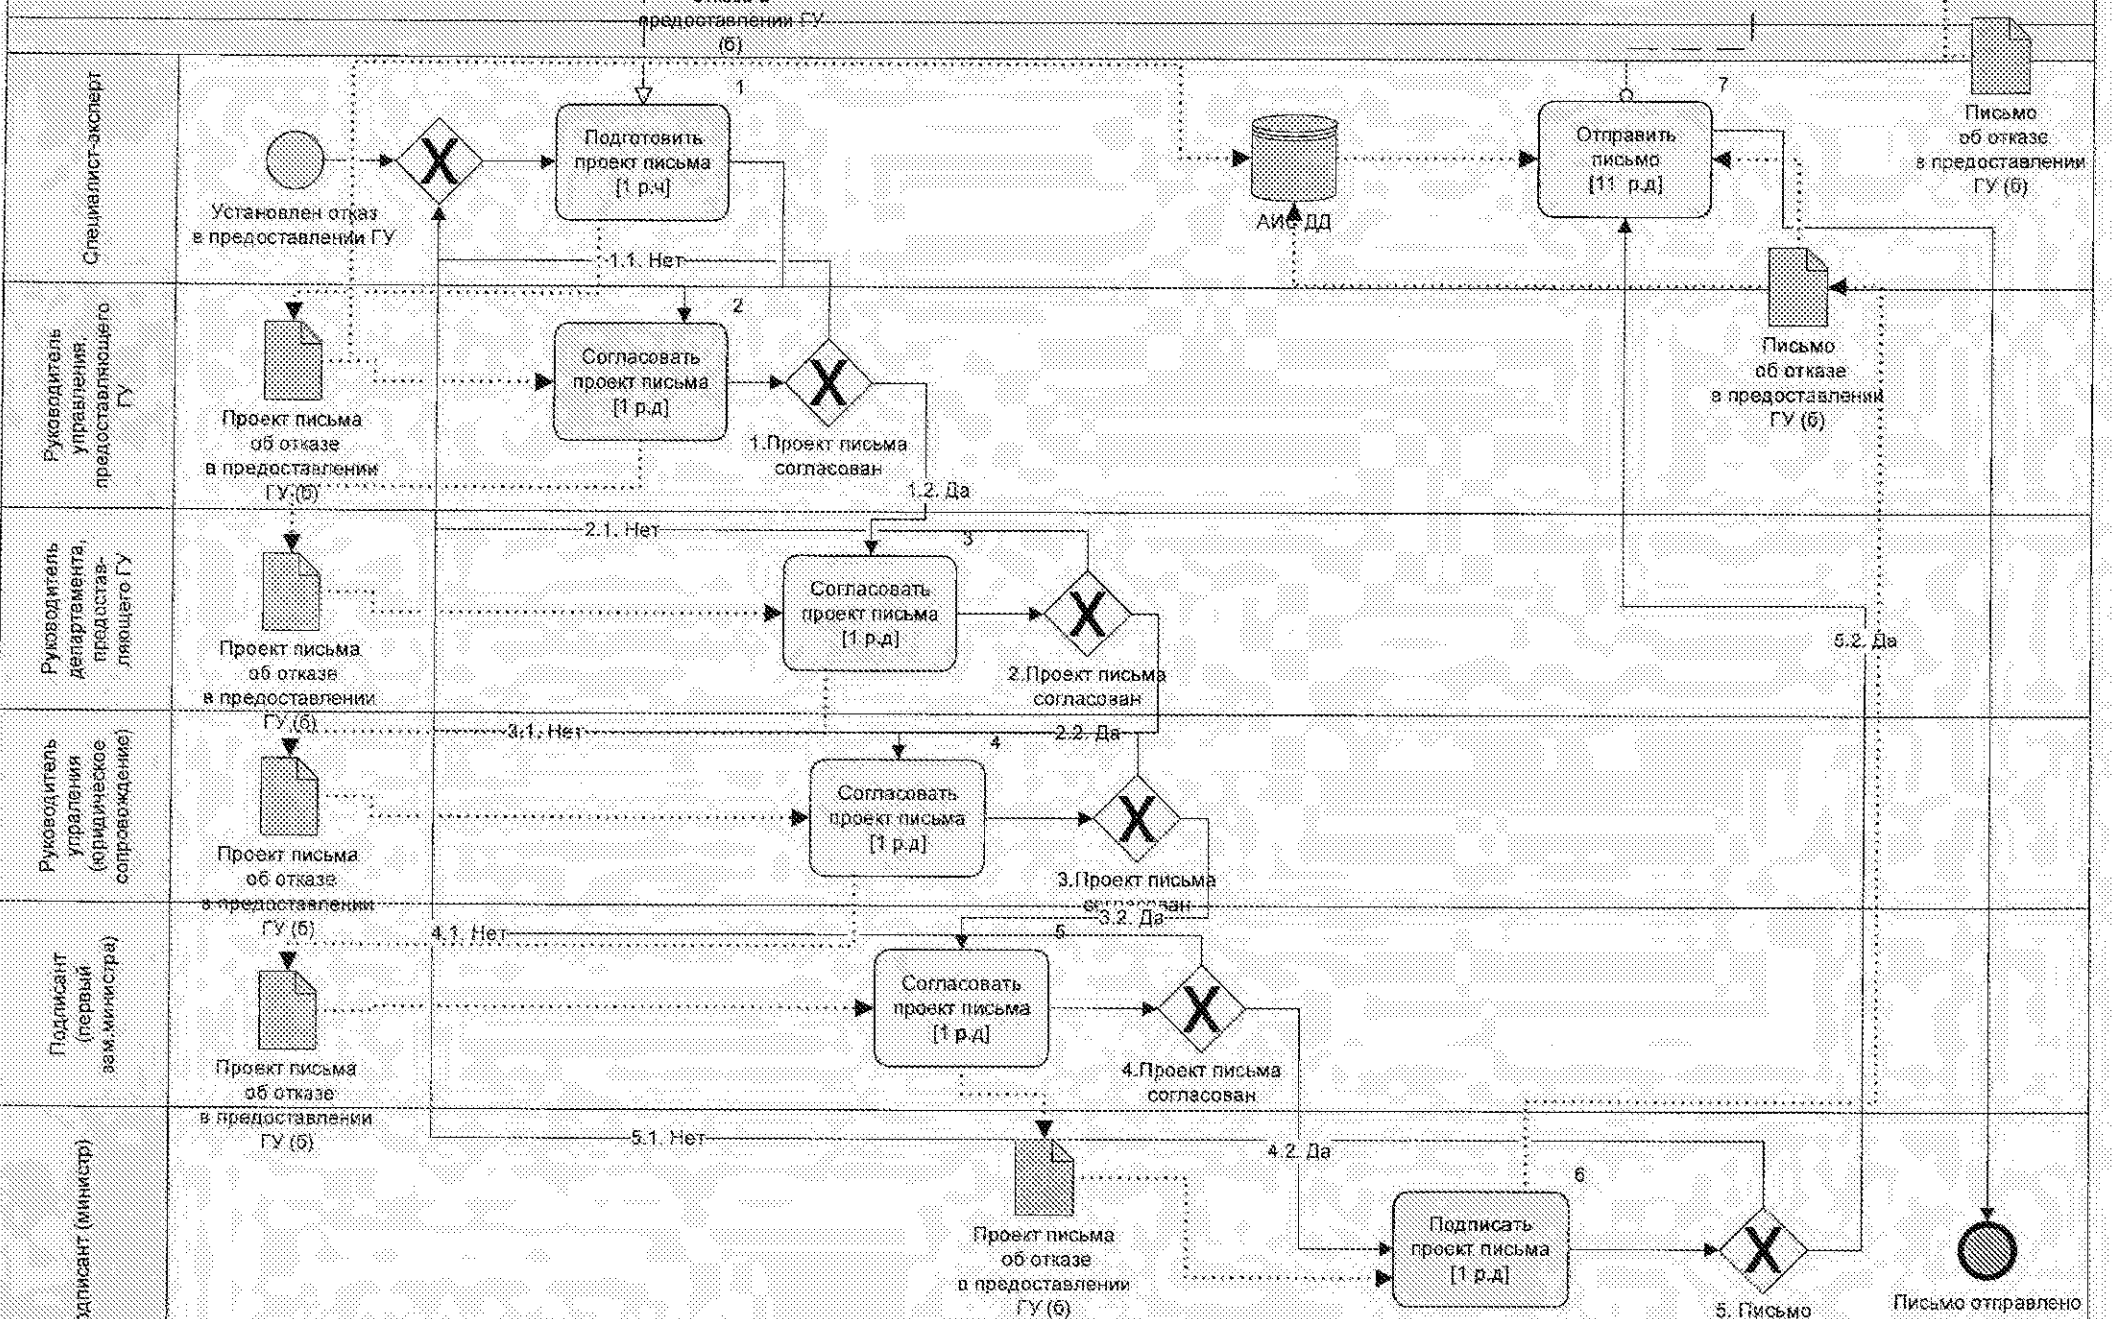 предоставлении ГУ
(б)
Специалист-эксперт
Установлен отказ
в предоставлении ГУ
1
Подготовить
проект письма
[1 р.ч]
АИС ДД
7
Отправить
письмо
[11 р.д]
Письмо
об отказе
в предоставлении
ГУ (б)
1.1. Нет
Руководитель
управления,
предоставляющего
ГУ
Проект письма
об отказе
в предоставлении
ГУ (б)
2
Согласовать
проект письма
[1 р.д]
1.Проект письма
согласован
1.2. Да
Письмо
об отказе
в предоставлении
ГУ (б)
Руководитель
департамента,
предостав-
ляющего ГУ
Проект письма
об отказе
в предоставлении
ГУ (б)
2.1. Нет
3
Согласовать
проект письма
[1 р.д]
2.Проект письма
согласован
2.2. Да
5.2. Да
Руководитель
управления
(юридическое
сопровождение)
Проект письма
об отказе
в предоставлении
ГУ (б)
3.1. Нет
4
Согласовать
проект письма
[1 р.д]
3.Проект письма
согласован
3.2. Да
Подписант
(первый
зам.министра)
Проект письма
об отказе
в предоставлении
ГУ (б)
4.1. Нет
5
Согласовать
проект письма
[1 р.д]
4.Проект письма
согласован
4.2. Да
(министр)
5.1. Нет
Проект письма
об отказе
в предоставлении
ГУ (б)
6
Подписать
проект письма
[1 р.д]
5. Письмо
Письмо отправлено